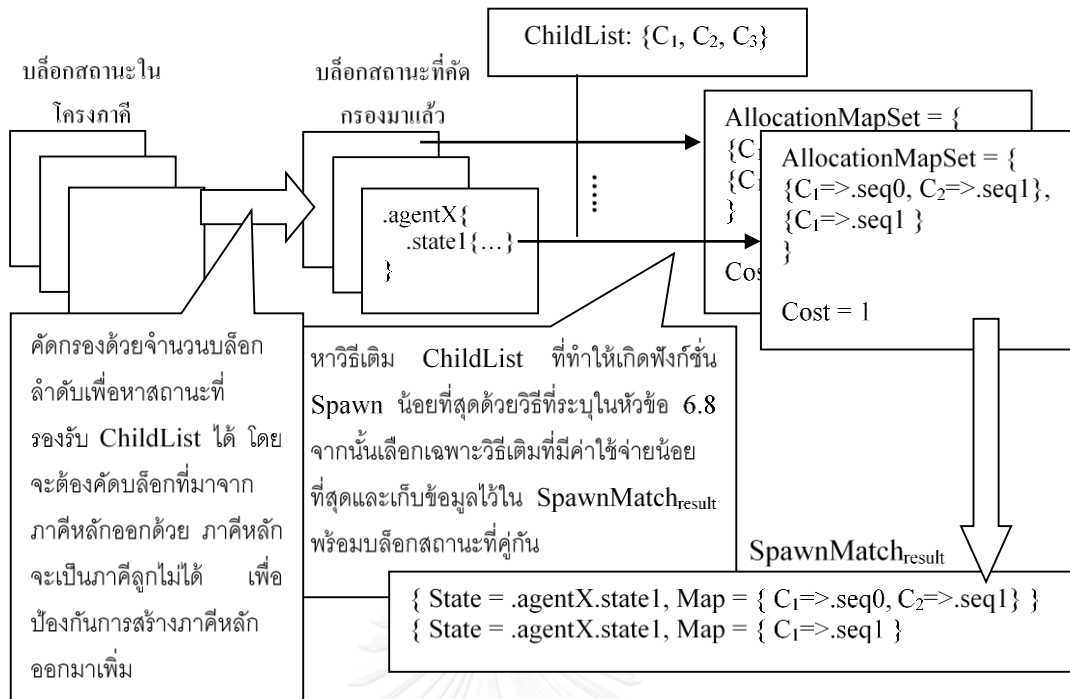 ChildList: {C1, C2, C3}
บล็อกสถานะใน
โครงภาคี
บล็อกสถานะที่คัด
กรองมาแล้ว
AllocationMapSet = {
{C1
{C1
}
Cos
AllocationMapSet = {
{C1=>.seq0, C2=>.seq1},
{C1=>.seq1 }
}
Cost = 1
.agentX{
.state1{…}
}
คัดกรองด้วยจำนวนบล็อก
ลำดับเพื่อหาสถานะที่
รองรับ ChildList ได้ โดย
จะต้องคัดบล็อกที่มาจาก
ภาคีหลักออกด้วย ภาคีหลัก
จะเป็นภาคีลูกไม่ได้ เพื่อ
ป้องกันการสร้างภาคีหลัก
ออกมาเพิ่ม
หาวิธีเติม ChildList ที่ทำให้เกิดฟังก์ชั่น
Spawn น้อยที่สุดด้วยวิธีที่ระบุในหัวข้อ 6.8
จากนั้นเลือกเฉพาะวิธีเติมที่มีค่าใช้จ่ายน้อย
ที่สุดและเก็บข้อมูลไว้ใน SpawnMatchresult
พร้อมบล็อกสถานะที่คู่กัน
SpawnMatchresult
{ State = .agentX.state1, Map = { C1=>.seq0, C2=>.seq1} }
{ State = .agentX.state1, Map = { C1=>.seq1 }